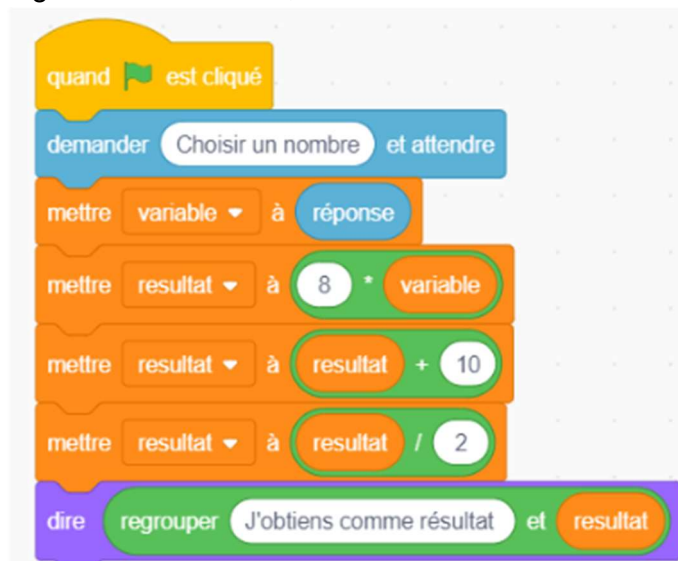 quand est cliqué
demander Choisir un nombre et attendre
mettre variable à réponse
mettre resultat à 8 * variable
mettre resultat à resultat + 10
mettre resultat à resultat / 2
dire regrouper J'obtiens comme résultat et resultat